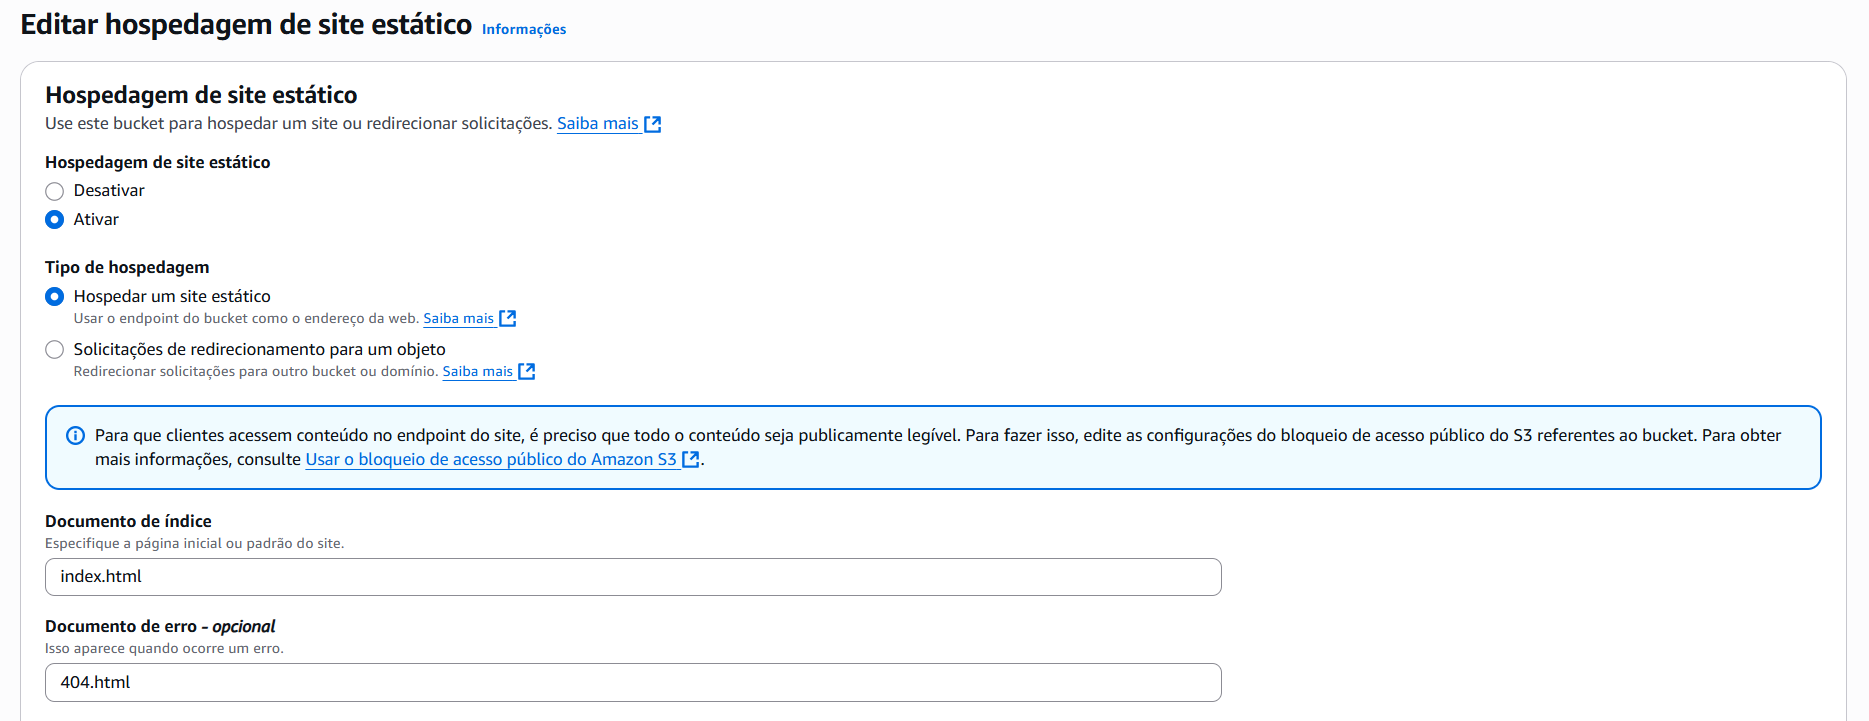 Editar hospedagem de site estático Informações
Hospedagem de site estático
Use este bucket para hospedar um site ou redirecionar solicitações. Saiba mais
Hospedagem de site estático
Desativar
Ativar
Tipo de hospedagem
Hospedar um site estático
Usar o endpoint do bucket como o endereço da web. Saiba mais
Solicitações de redirecionamento para um objeto
Redirecionar solicitações para outro bucket ou domínio. Saiba mais
Para que clientes acessem conteúdo no endpoint do site, é preciso que todo o conteúdo seja publicamente legível. Para fazer isso, edite as configurações do bloqueio de acesso público do S3 referentes ao bucket. Para obter
mais informações, consulte Usar o bloqueio de acesso público do Amazon S3.
Documento de índice
Especifique a página inicial ou padrão do site.
index.html
Documento de erro - opcional
Isso aparece quando ocorre um erro.
404.html